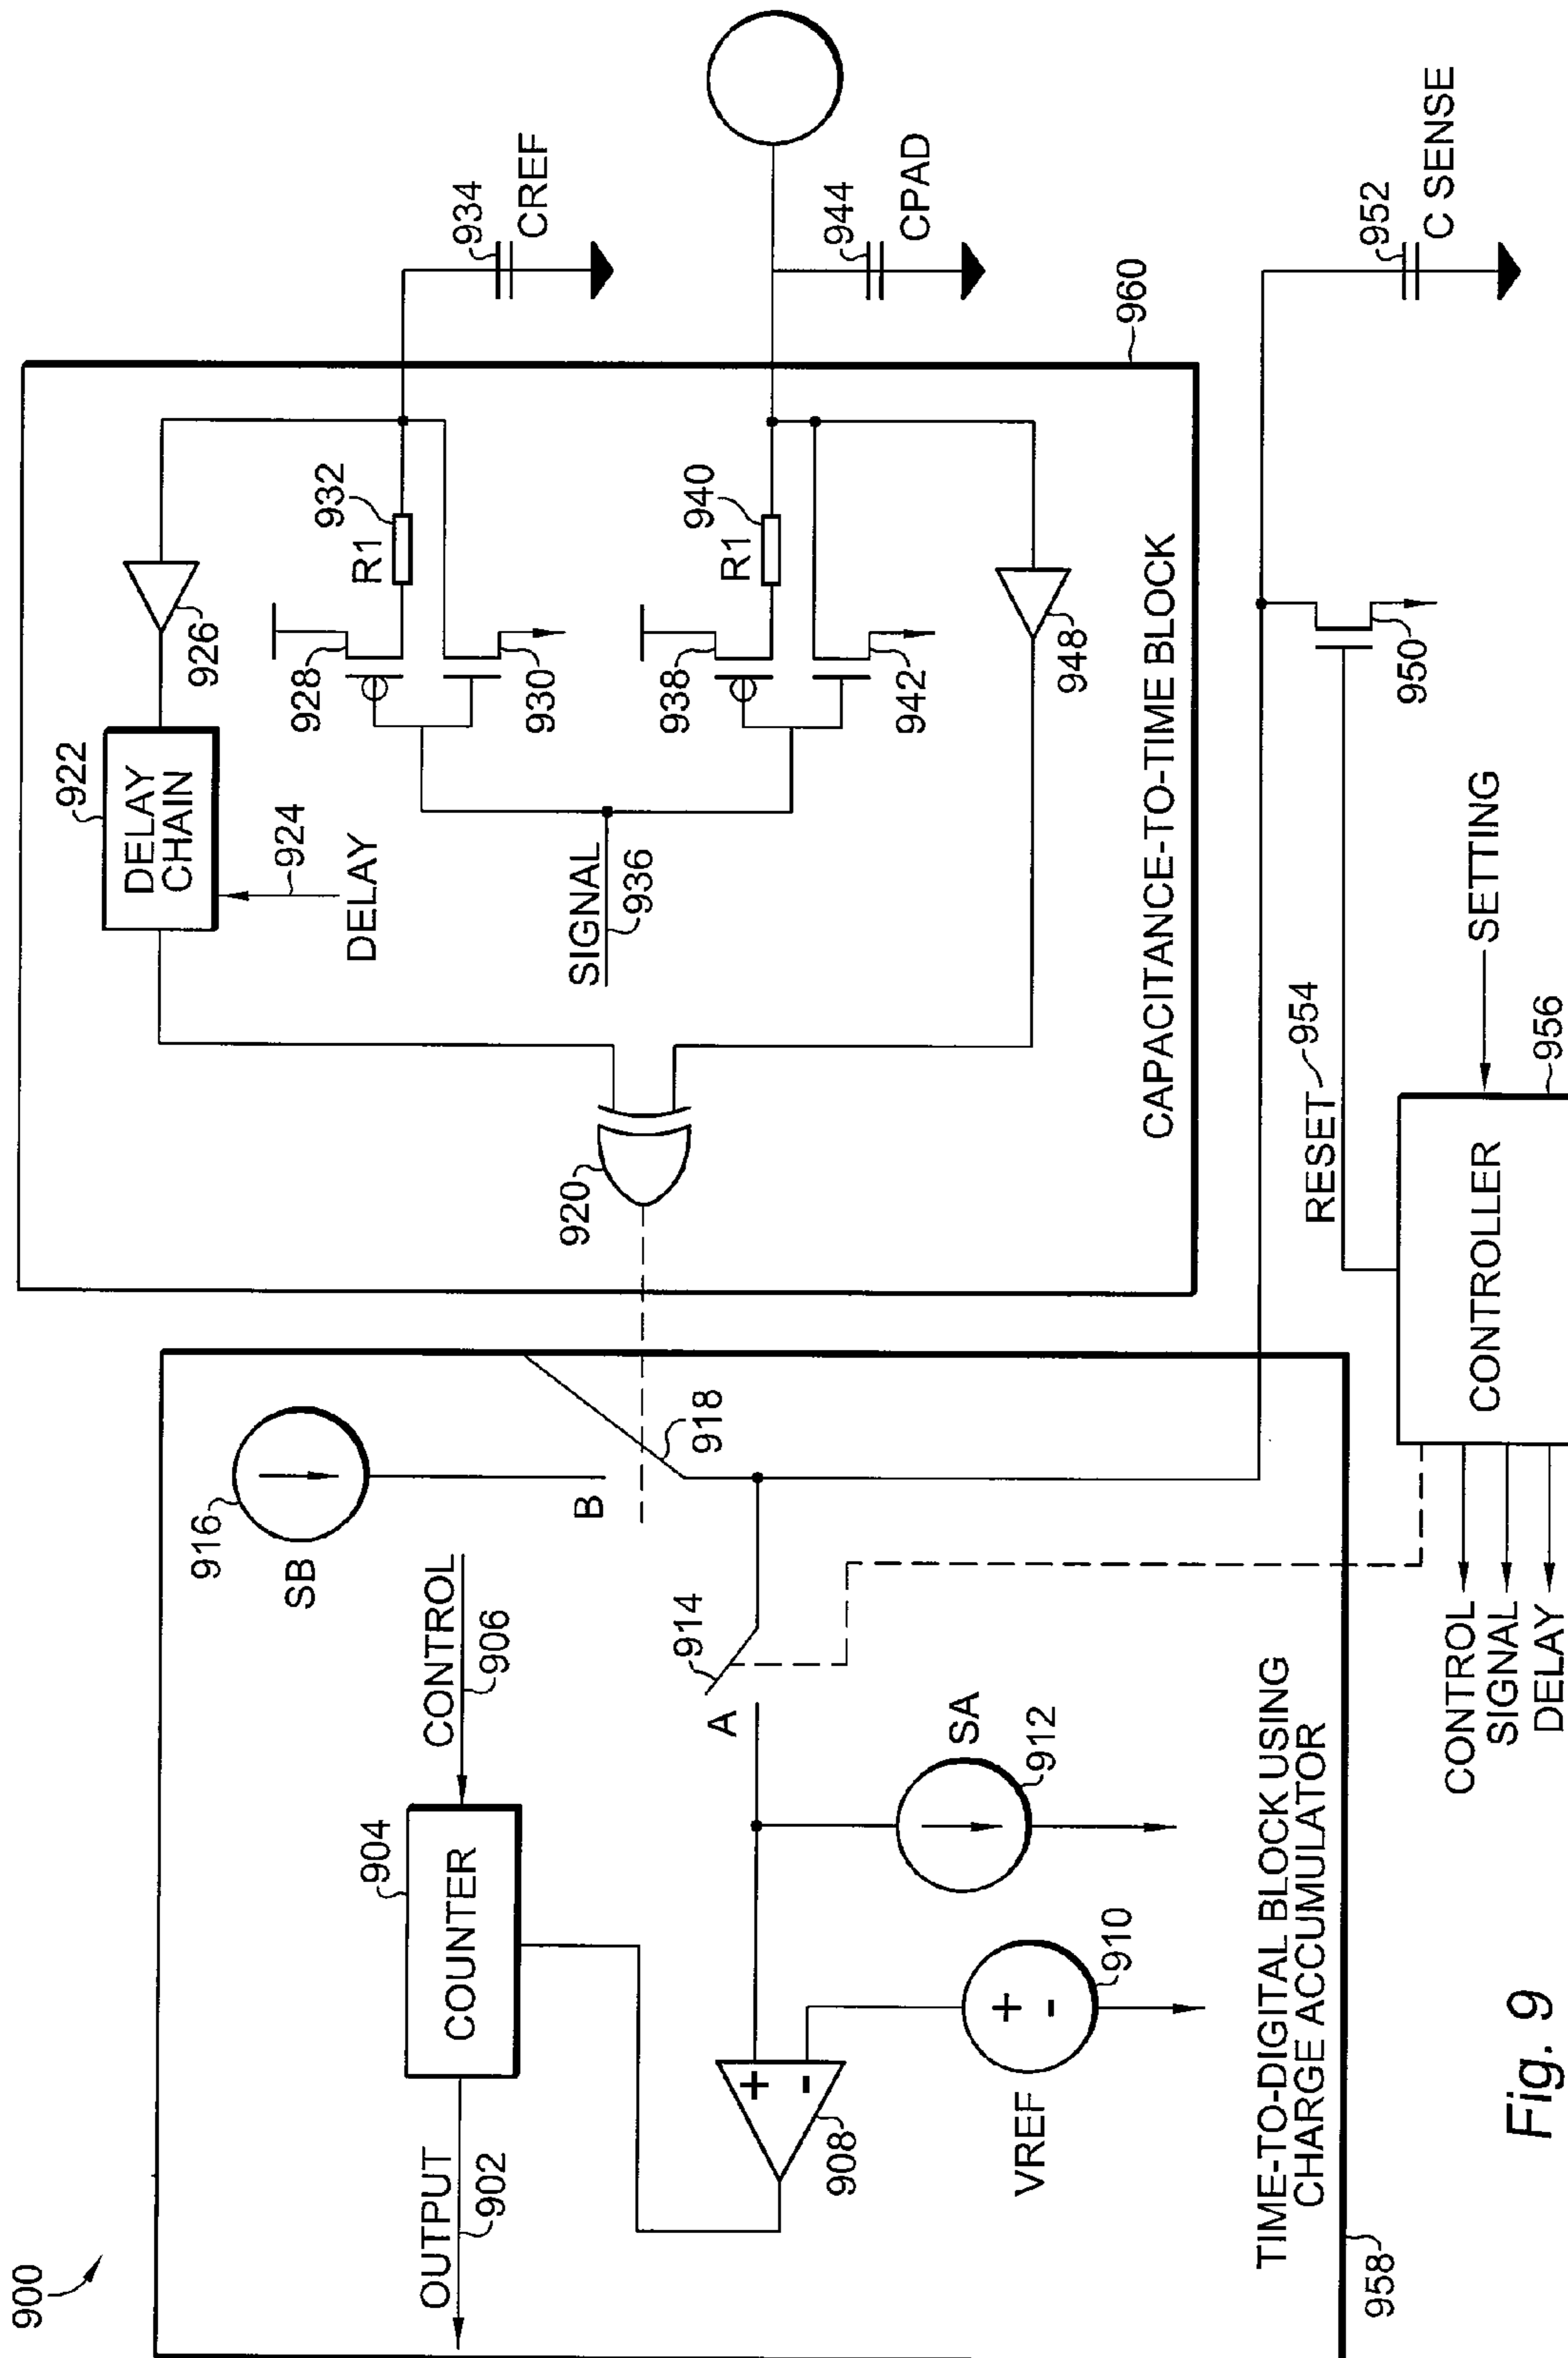 900
OUTPUT
902
904
COUNTER
CONTROL
906
916
SB
B
918
914
A
SA
912
908
VREF
910
+
-
+
-
TIME-TO-DIGITAL BLOCK USING
CHARGE ACCUMULATOR
958
920
922
DELAY
CHAIN
924
DELAY
926
928
930
R1
932
934
CREF
SIGNAL
936
938
942
R1
940
944
CPAD
948
CAPACITANCE-TO-TIME BLOCK
960
950
952
C SENSE
RESET
954
CONTROLLER
956
SETTING
CONTROL
SIGNAL
DELAY
Fig. 9